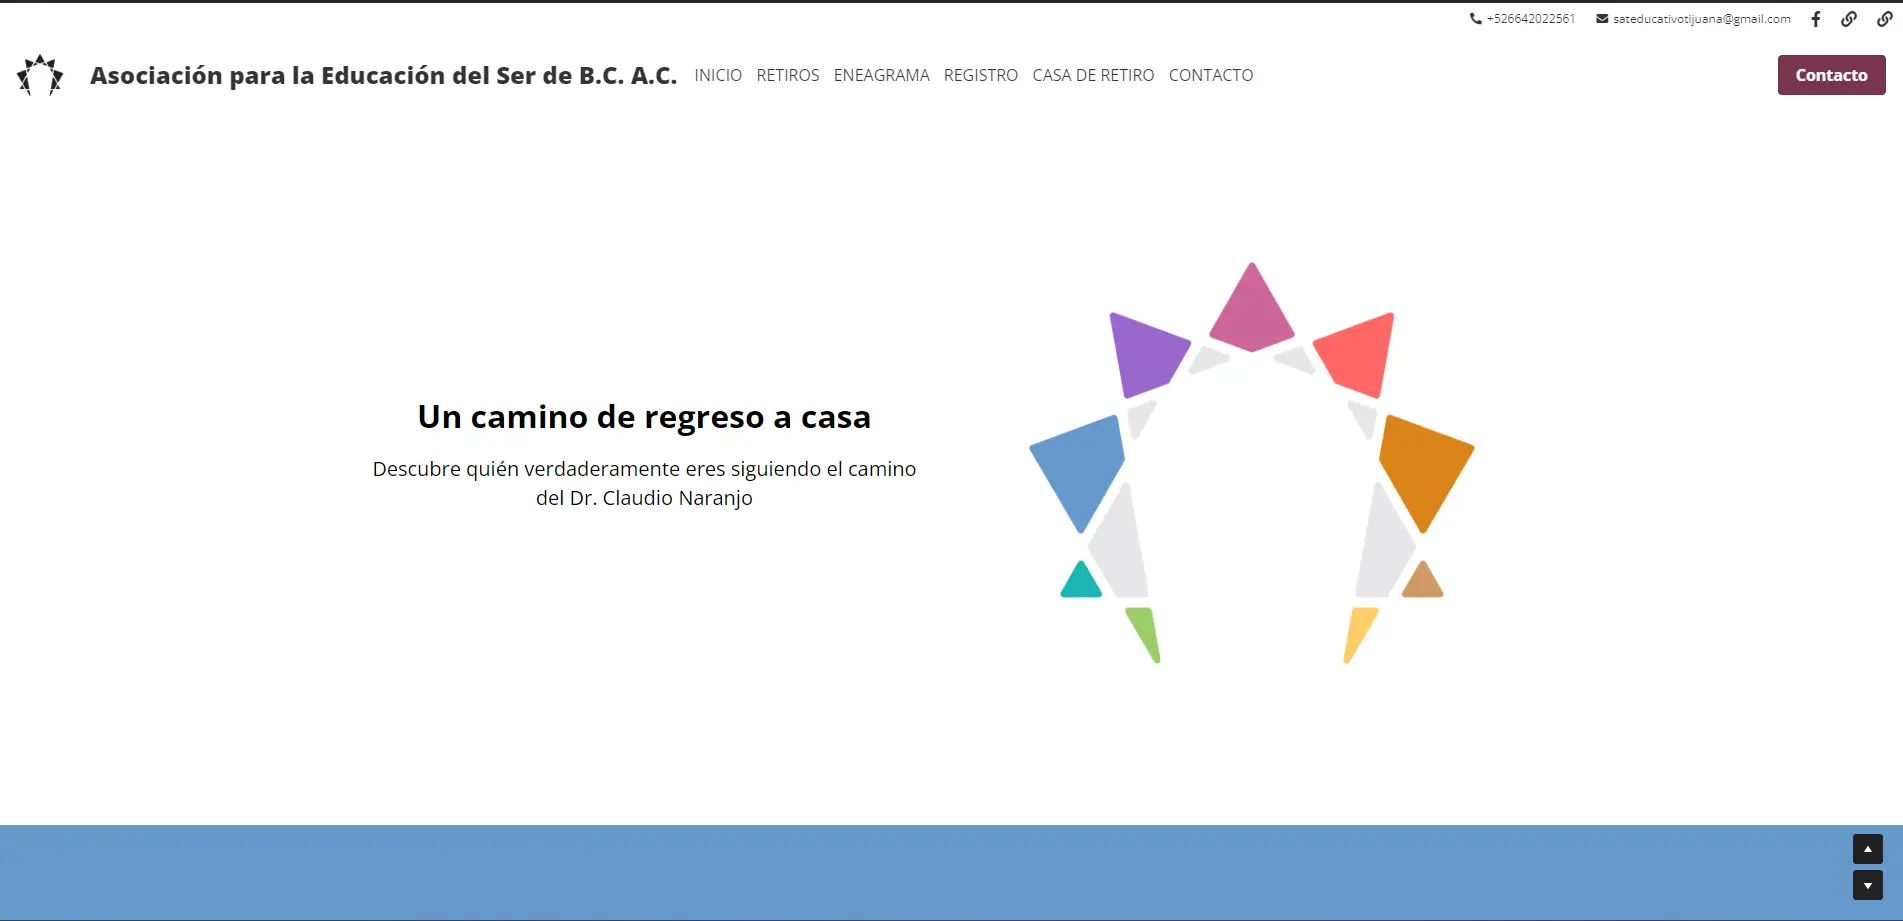 +526642022561 sateducativotijuana@gmail.com
Asociación para la Educación del Ser de B.C. A.C. INICIO RETIROS ENEAGRAMA REGISTRO CASA DE RETIRO CONTACTO Contacto
Un camino de regreso a casa
Descubre quién verdaderamente eres siguiendo el camino
del Dr. Claudio Naranjo